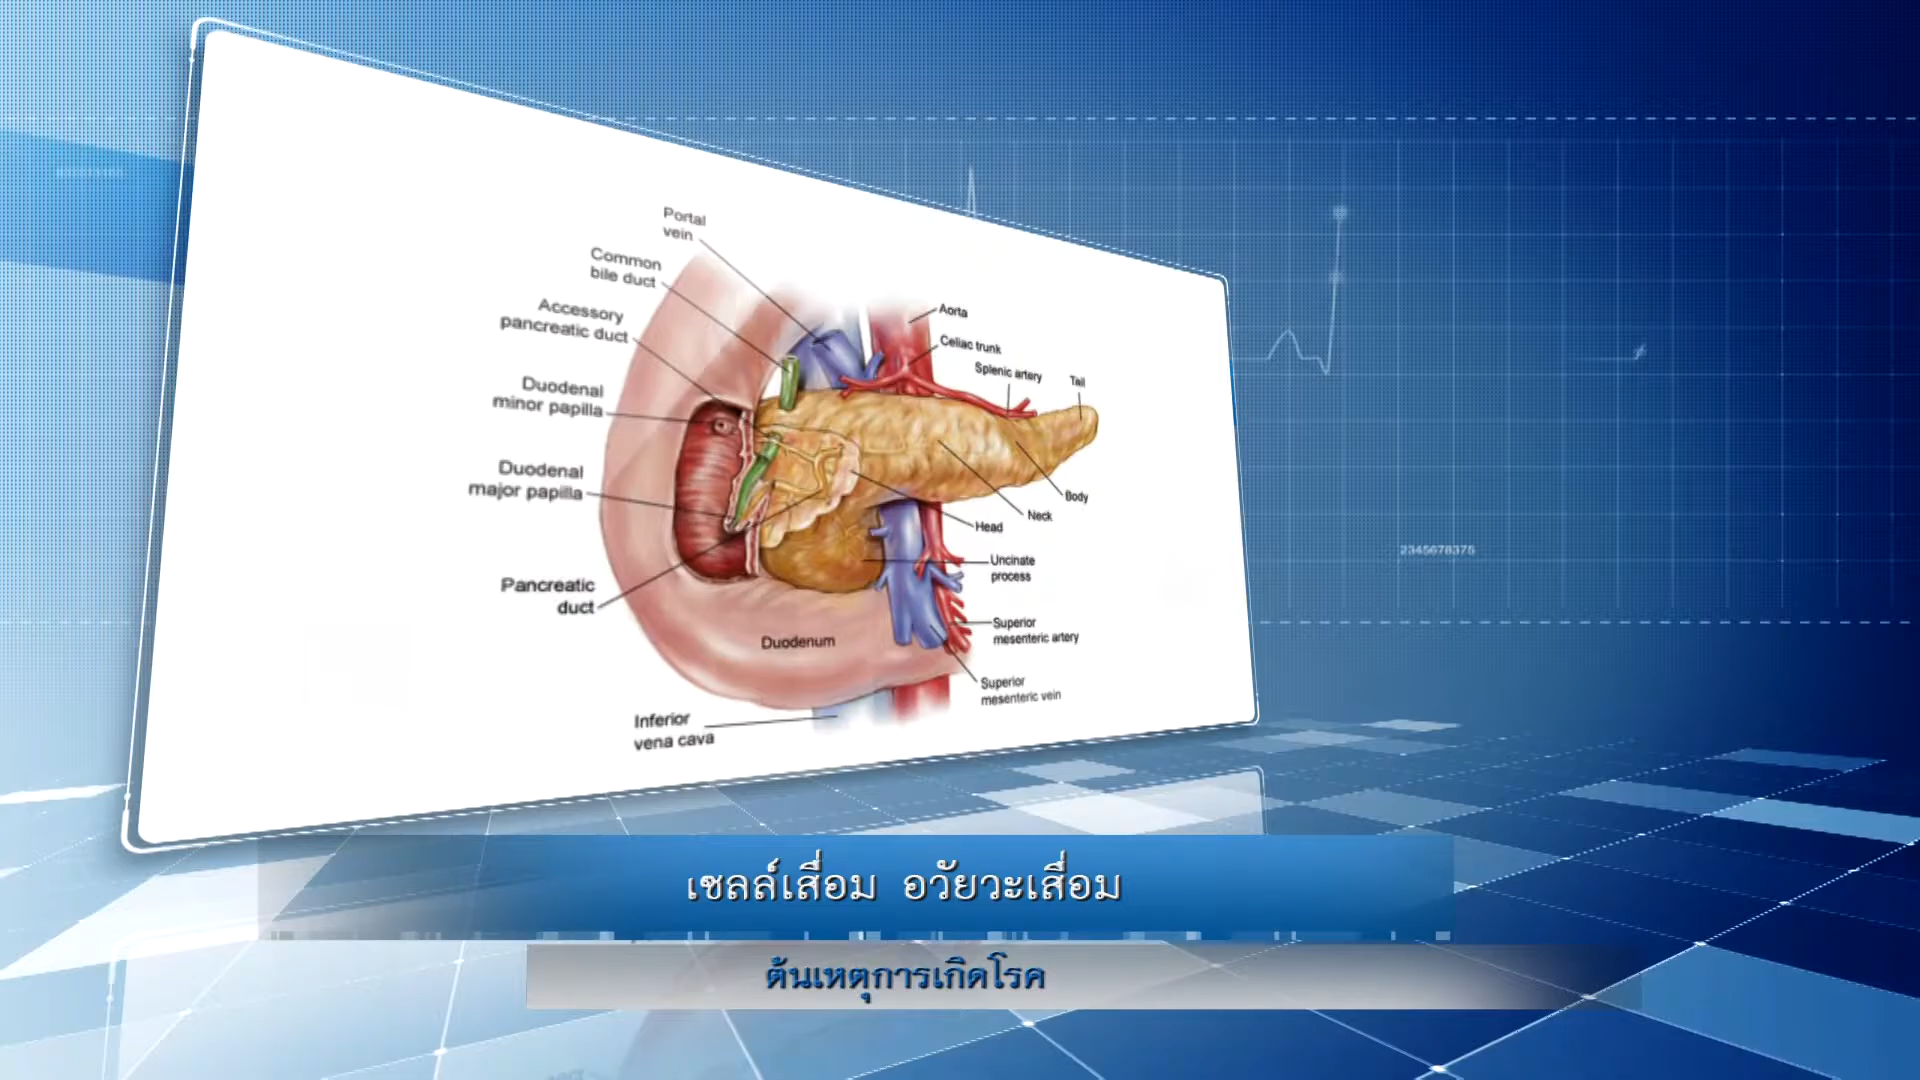 Portal
vein
Common
bile duct
Accessory
pancreatic duct
Duodenal
minor papilla
Duodenal
major papilla
Pancreatic
duct
Inferior
vena cava
Duodenum
Aorta
Celiac trunk
Splenic artery
Tail
Body
Neck
Head
Uncinate
process
Superior
mesenteric artery
Superior
mesenteric vein
2345678375
เซลล์เสื่อม อวัยวะเสื่อม
ต้นเหตุการเกิดโรค